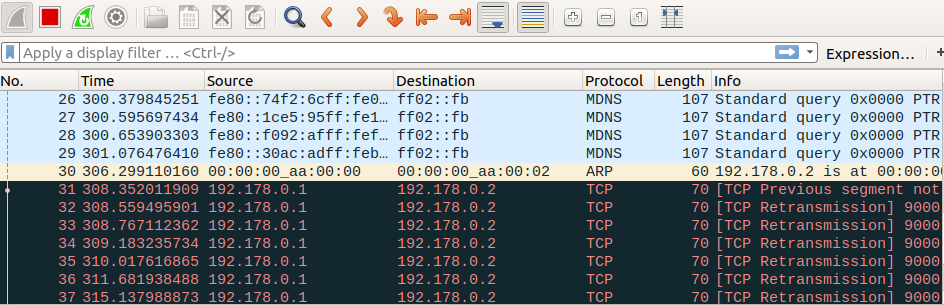 Apply a display filter … <Ctrl-/> Expression… +
No. Time Source Destination Protocol Length Info
26 300.379845251 fe80::74f2:6cff:fe0… ff02::fb MDNS 107 Standard query 0x0000 PTR
27 300.595697434 fe80::1ce5:95ff:fe1… ff02::fb MDNS 107 Standard query 0x0000 PTR
28 300.653903303 fe80::f092:afff:fef… ff02::fb MDNS 107 Standard query 0x0000 PTR
29 301.076476410 fe80::30ac:adff:feb… ff02::fb MDNS 107 Standard query 0x0000 PTR
30 306.299110160 00:00:00_aa:00:00 00:00:00_aa:00:02 ARP 60 192.178.0.2 is at 00:00:00
31 308.352011909 192.178.0.1 192.178.0.2 TCP 70 [TCP Previous segment not
32 308.559495901 192.178.0.1 192.178.0.2 TCP 70 [TCP Retransmission] 9000
33 308.767112362 192.178.0.1 192.178.0.2 TCP 70 [TCP Retransmission] 9000
34 309.183235734 192.178.0.1 192.178.0.2 TCP 70 [TCP Retransmission] 9000
35 310.017616865 192.178.0.1 192.178.0.2 TCP 70 [TCP Retransmission] 9000
36 311.681938488 192.178.0.1 192.178.0.2 TCP 70 [TCP Retransmission] 9000
37 315.137988873 192.178.0.1 192.178.0.2 TCP 70 [TCP Retransmission] 9000